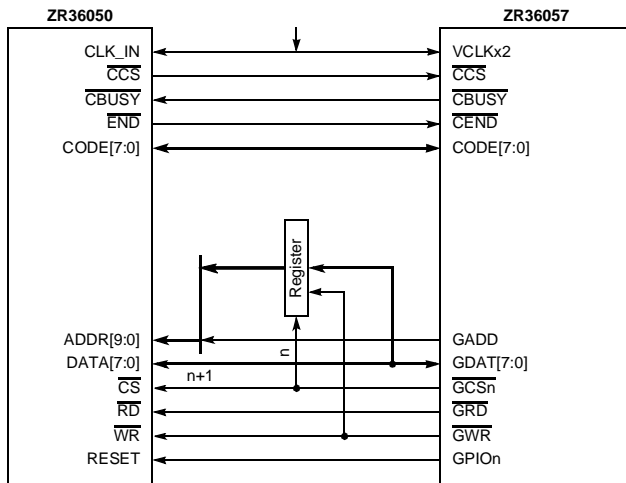 ZR36050 ZR36057
CLK_IN VCLKx2
CCS CCS
CBUSY CBUSY
END CEND
CODE[7:0] CODE[7:0]
Register
ADDR[9:0] GADD
n
DATA[7:0] GDAT[7:0]
n+1
CS GCSn
RD GRD
WR GWR
RESET GPIOn